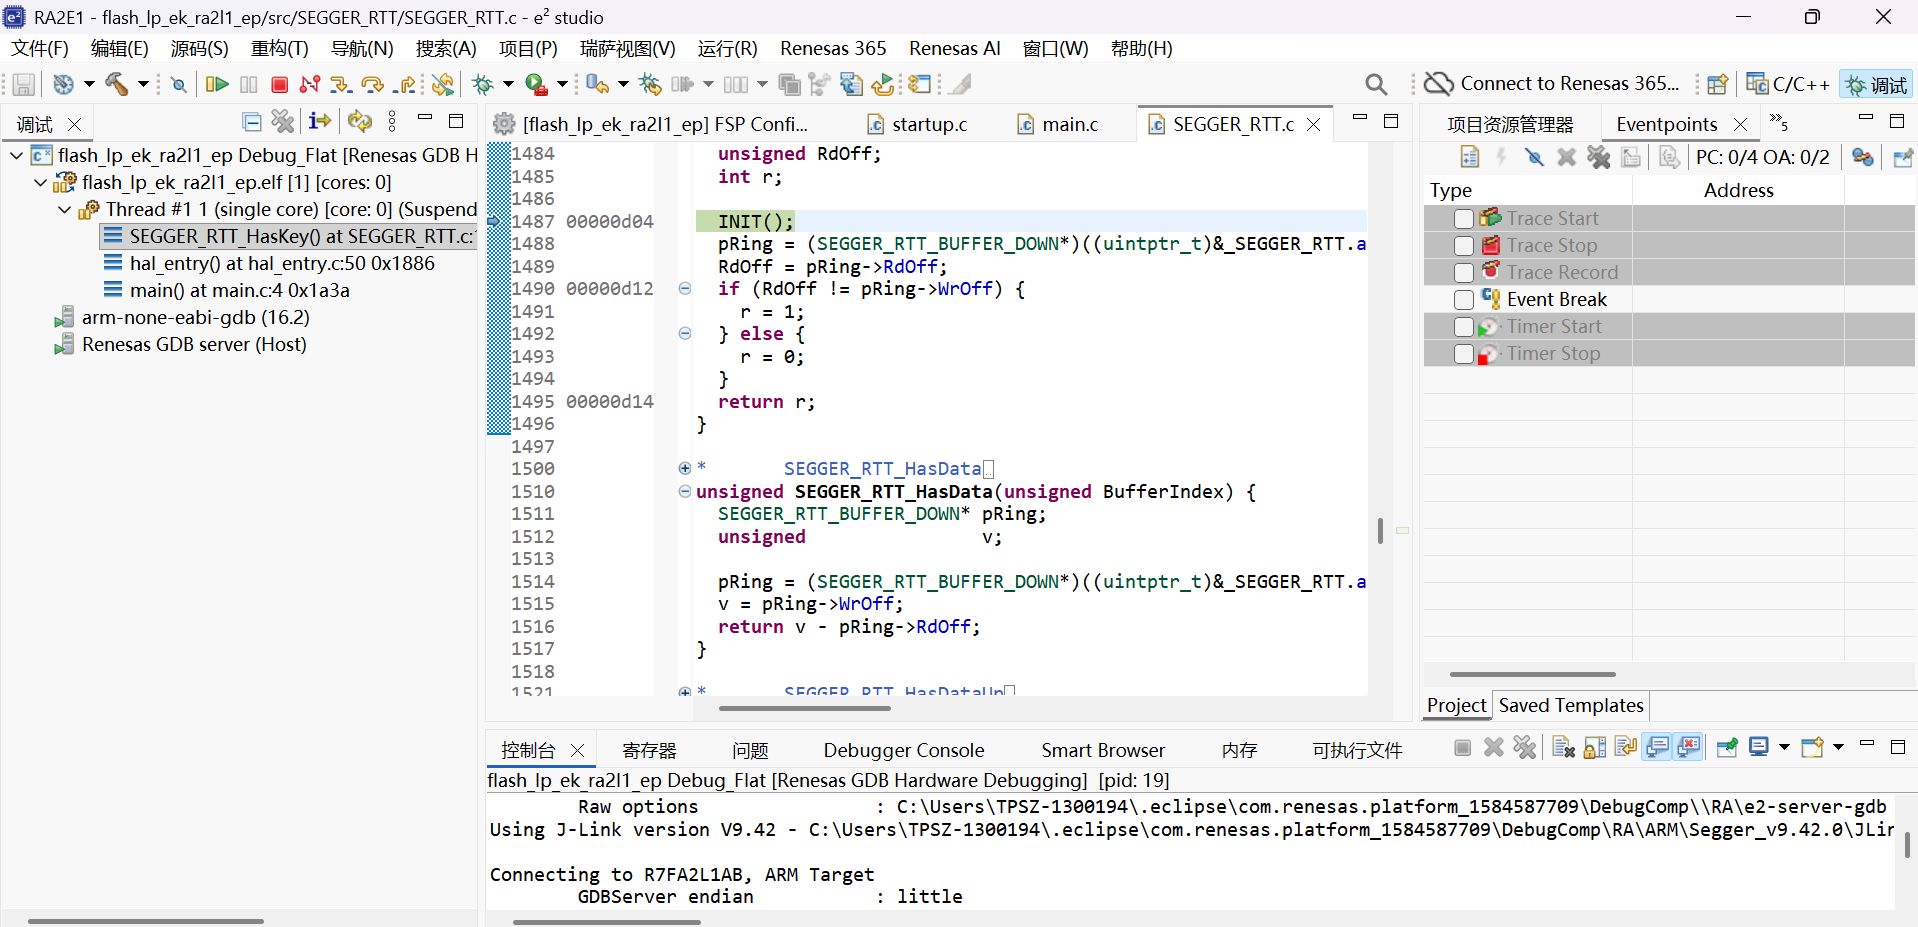 RA2E1 - flash_lp_ek_ra2l1_ep/src/SEGGER_RTT/SEGGER_RTT.c - e² studio
文件(F) 编辑(E) 源码(S) 重构(T) 导航(N) 搜索(A) 项目(P) 瑞萨视图(V) 运行(R) Renesas 365 Renesas AI 窗口(W) 帮助(H)
Connect to Renesas 365... C/C++ 调试
调试
flash_lp_ek_ra2l1_ep Debug_Flat [Renesas GDB H
flash_lp_ek_ra2l1_ep.elf [1] [cores: 0]
Thread #1 1 (single core) [core: 0] (Suspend
SEGGER_RTT_HasKey() at SEGGER_RTT.c:
hal_entry() at hal_entry.c:50 0x1886
main() at main.c:4 0x1a3a
arm-none-eabi-gdb (16.2)
Renesas GDB server (Host)
[flash_lp_ek_ra2l1_ep] FSP Confi... startup.c main.c SEGGER_RTT.c
1484 unsigned RdOff;
1485 int r;
1486
1487 00000d04 INIT();
1488 pRing = (SEGGER_RTT_BUFFER_DOWN*)((uintptr_t)&_SEGGER_RTT.a
1489 RdOff = pRing->RdOff;
1490 00000d12 if (RdOff != pRing->WrOff) {
1491 r = 1;
1492 } else {
1493 r = 0;
1494 }
1495 00000d14 return r;
1496 }
1497
1500 * SEGGER_RTT_HasData
1510 unsigned SEGGER_RTT_HasData(unsigned BufferIndex) {
1511 SEGGER_RTT_BUFFER_DOWN* pRing;
1512 unsigned v;
1513
1514 pRing = (SEGGER_RTT_BUFFER_DOWN*)((uintptr_t)&_SEGGER_RTT.a
1515 v = pRing->WrOff;
1516 return v - pRing->RdOff;
1517 }
1518
1521 * SEGGER_RTT_HasDataUp
项目资源管理器 Eventpoints »5
PC: 0/4 OA: 0/2
Type Address
Trace Start
Trace Stop
Trace Record
Event Break
Timer Start
Timer Stop
Project Saved Templates
控制台 寄存器 问题 Debugger Console Smart Browser 内存 可执行文件
flash_lp_ek_ra2l1_ep Debug_Flat [Renesas GDB Hardware Debugging] [pid: 19]
Raw options : C:\Users\TPSZ-1300194\.eclipse\com.renesas.platform_1584587709\DebugComp\\RA\e2-server-gdb
Using J-Link version V9.42 - C:\Users\TPSZ-1300194\.eclipse\com.renesas.platform_1584587709\DebugComp\RA\ARM\Segger_v9.42.0\JLin
Connecting to R7FA2L1AB, ARM Target
GDBServer endian : little